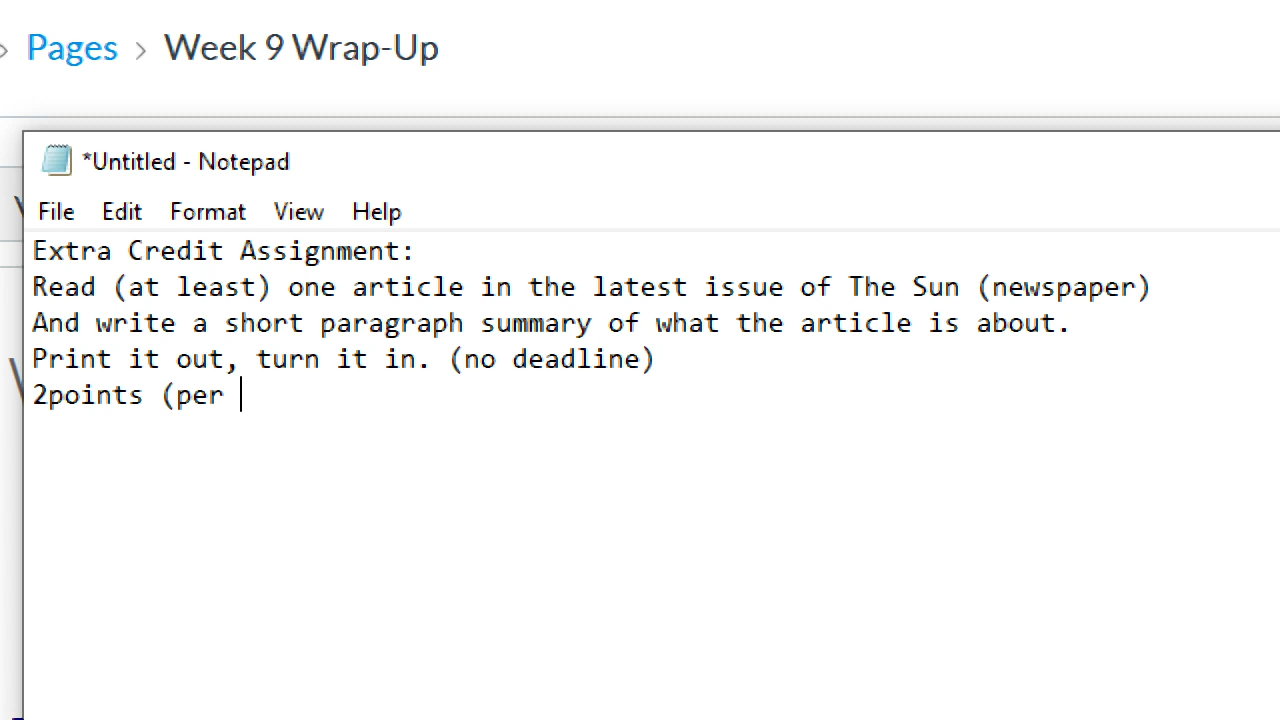 Pages > Week 9 Wrap-Up
*Untitled - Notepad
File Edit Format View Help
Extra Credit Assignment:
Read (at least) one article in the latest issue of The Sun (newspaper)
And write a short paragraph summary of what the article is about.
Print it out, turn it in. (no deadline)
2points (per